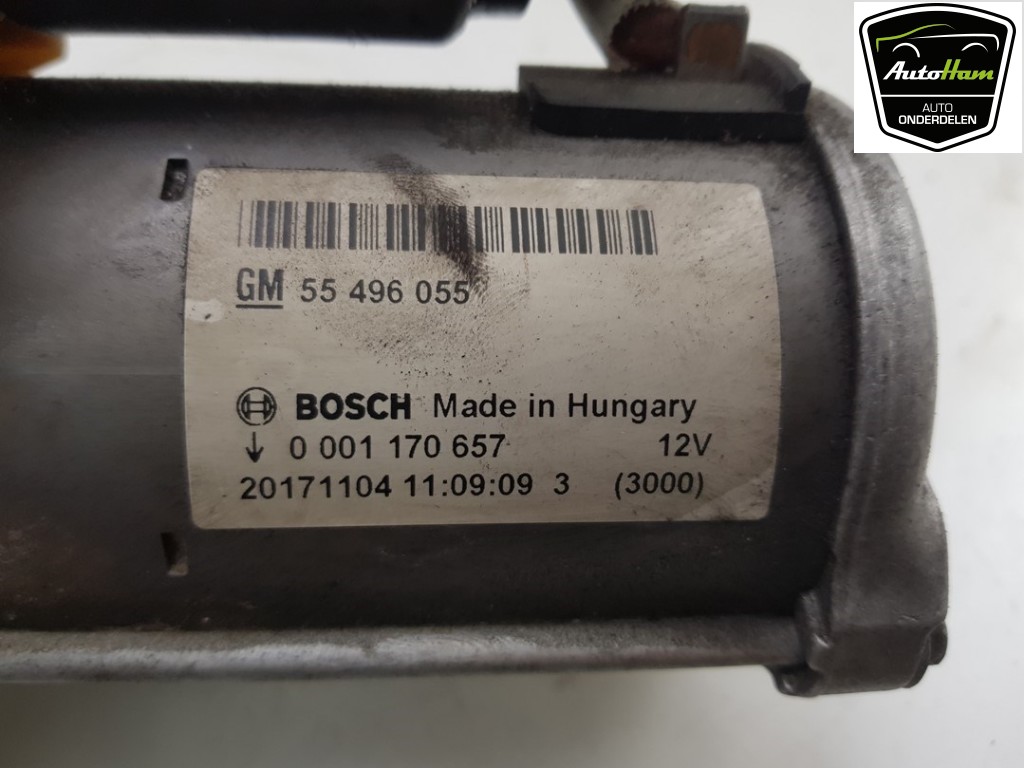 AutoHam
AUTO
ONDERDELEN
GM 55 496 055
BOSCH Made in Hungary
0 001 170 657 12V
20171104 11:09:09 3 (3000)